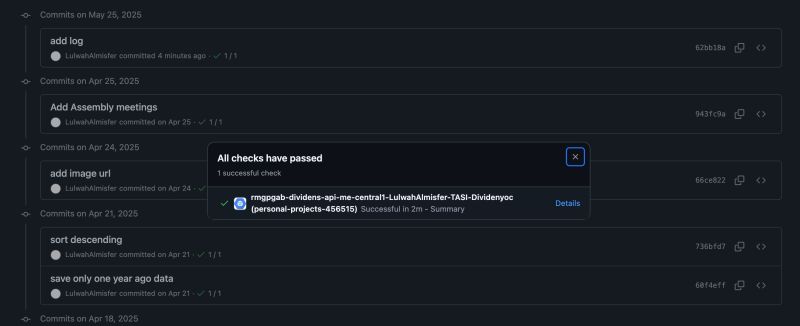 Commits on May 25, 2025
add log
LulwahAlmisfer committed 4 minutes ago · 1 / 1
62bb18a
Commits on Apr 25, 2025
Add Assembly meetings
LulwahAlmisfer committed on Apr 25 · 1 / 1
943fc9a
Commits on Apr 24, 2025
All checks have passed
1 successful check
rmgpgab-dividens-api-me-central1-LulwahAlmisfer-TASI-Dividenyoc
(personal-projects-456515) Successful in 2m – Summary
Details
add image url
LulwahAlmisfer committed on Apr 24
66ce822
Commits on Apr 21, 2025
sort descending
LulwahAlmisfer committed on Apr 21 · 1 / 1
736bfd7
save only one year ago data
LulwahAlmisfer committed on Apr 21 · 1 / 1
60f4eff
Commits on Apr 18, 2025